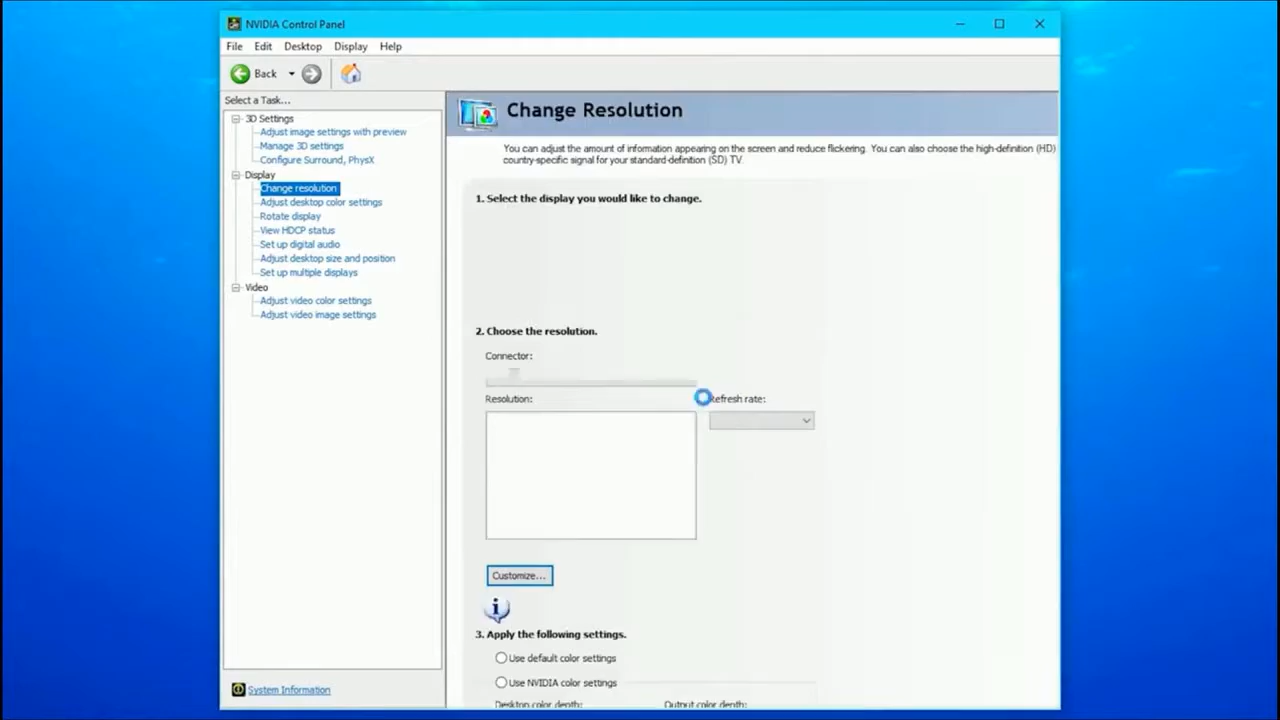 NVIDIA Control Panel
File Edit Desktop Display Help
Back
Select a Task...
3D Settings
Adjust image settings with preview
Manage 3D settings
Configure Surround, PhysX
Display
Change resolution
Adjust desktop color settings
Rotate display
View HDCP status
Set up digital audio
Adjust desktop size and position
Set up multiple displays
Video
Adjust video color settings
Adjust video image settings
System Information
Change Resolution
You can adjust the amount of information appearing on the screen and reduce flickering. You can also choose the high-definition (HD)
country-specific signal for your standard-definition (SD) TV.
1. Select the display you would like to change.
2. Choose the resolution.
Connector:
Resolution:
Refresh rate:
Customize...
3. Apply the following settings.
Use default color settings
Use NVIDIA color settings
Desktop color depth: Output color depth: